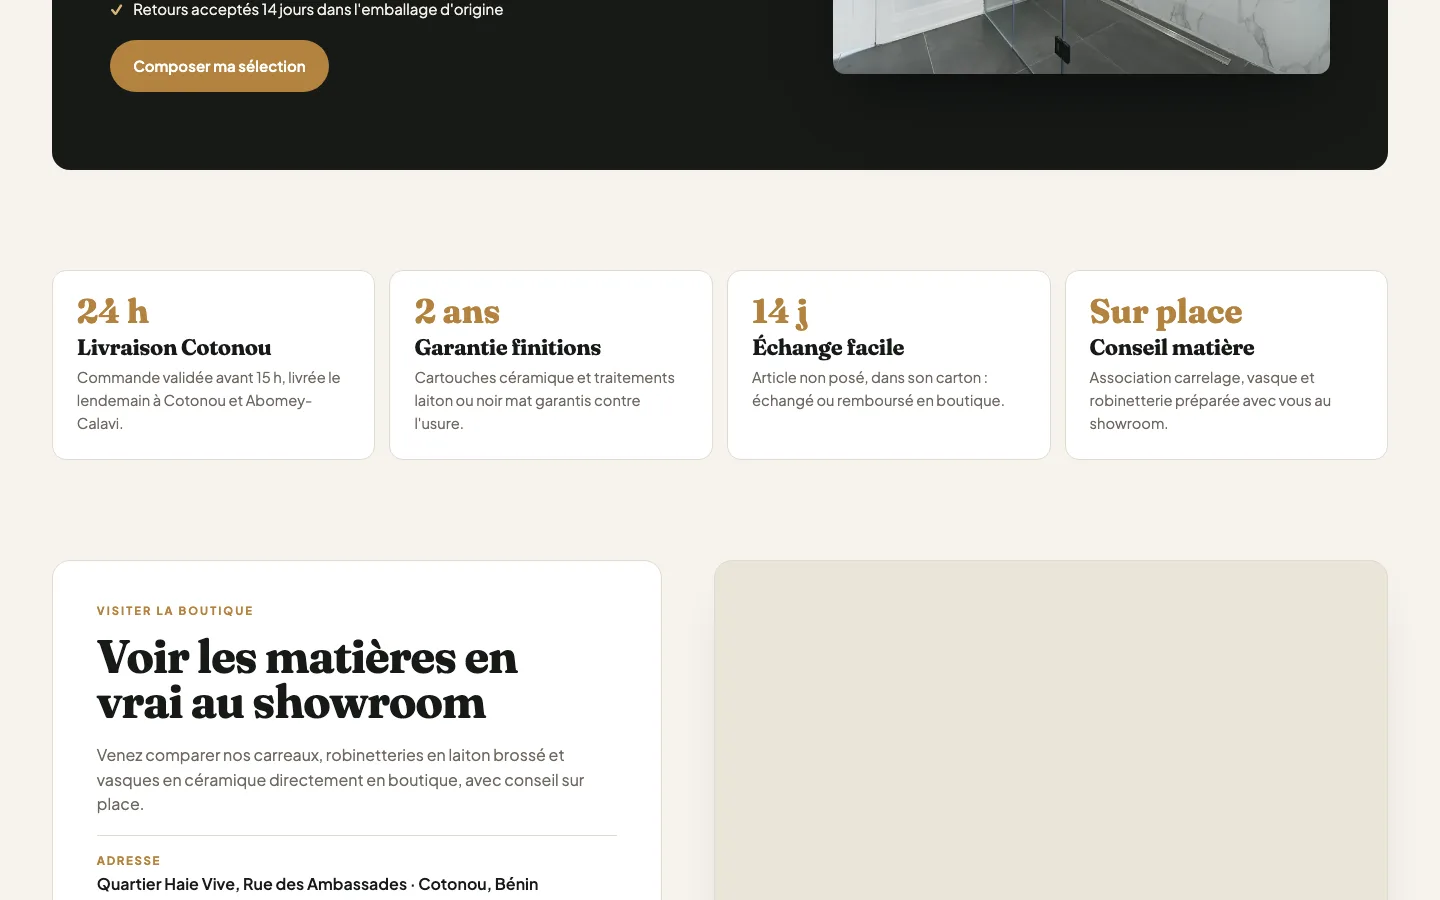 Retours acceptés 14 jours dans l'emballage d'origine
Composer ma sélection
24 h
Livraison Cotonou
Commande validée avant 15 h, livrée le
lendemain à Cotonou et Abomey-
Calavi.
2 ans
Garantie finitions
Cartouches céramique et traitements
laiton ou noir mat garantis contre
l'usure.
14 j
Échange facile
Article non posé, dans son carton :
échangé ou remboursé en boutique.
Sur place
Conseil matière
Association carrelage, vasque et
robinetterie préparée avec vous au
showroom.
VISITER LA BOUTIQUE
Voir les matières en
vrai au showroom
Venez comparer nos carreaux, robinetteries en laiton brossé et
vasques en céramique directement en boutique, avec conseil sur
place.
ADRESSE
Quartier Haie Vive, Rue des Ambassades · Cotonou, Bénin